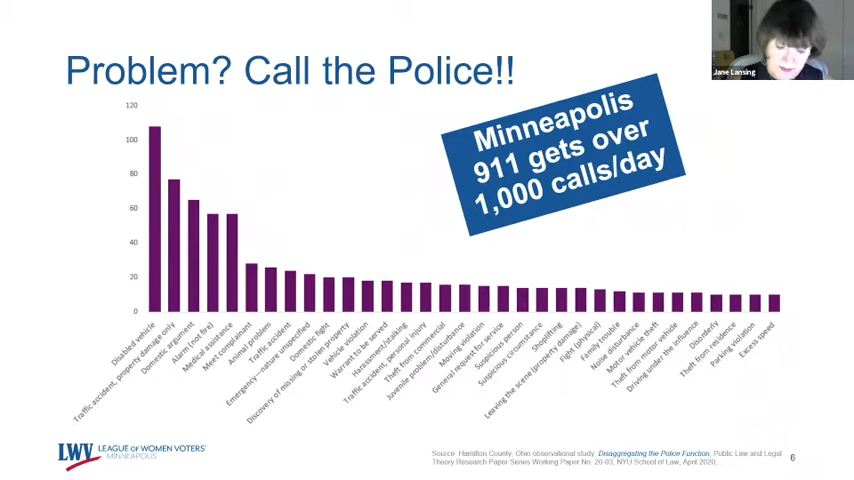 Jane Lansing
Problem? Call the Police!!
Minneapolis
911 gets over
1,000 calls/day
120
100
80
60
40
20
0
Disabled vehicle
Traffic accident, property damage only
Domestic argument
Alarm (not fire)
Medical assistance
Meet complainant
Animal problem
Traffic accident
Emergency—nature unspecified
Domestic fight
Discovery of missing or stolen property
Vehicle violation
Warrant to be served
Harassment/stalking
Traffic accident, personal injury
Theft from commercial
Juvenile problem/disturbance
Moving violation
General request for service
Suspicious person
Suspicious circumstance
Shoplifting
Leaving the scene (property damage)
Fight (physical)
Family trouble
Noise disturbance
Motor vehicle theft
Theft from motor vehicle
Driving under the influence
Disorderly
Theft from residence
Parking violation
Excess speed
LWV
LEAGUE OF WOMEN VOTERS®
MINNEAPOLIS
Source: Hamilton County, Ohio observational study, Disaggregating the Police Function, Public Law and Legal
Theory Research Paper Series Working Paper No. 20-03, NYU School of Law, April 2020,
6